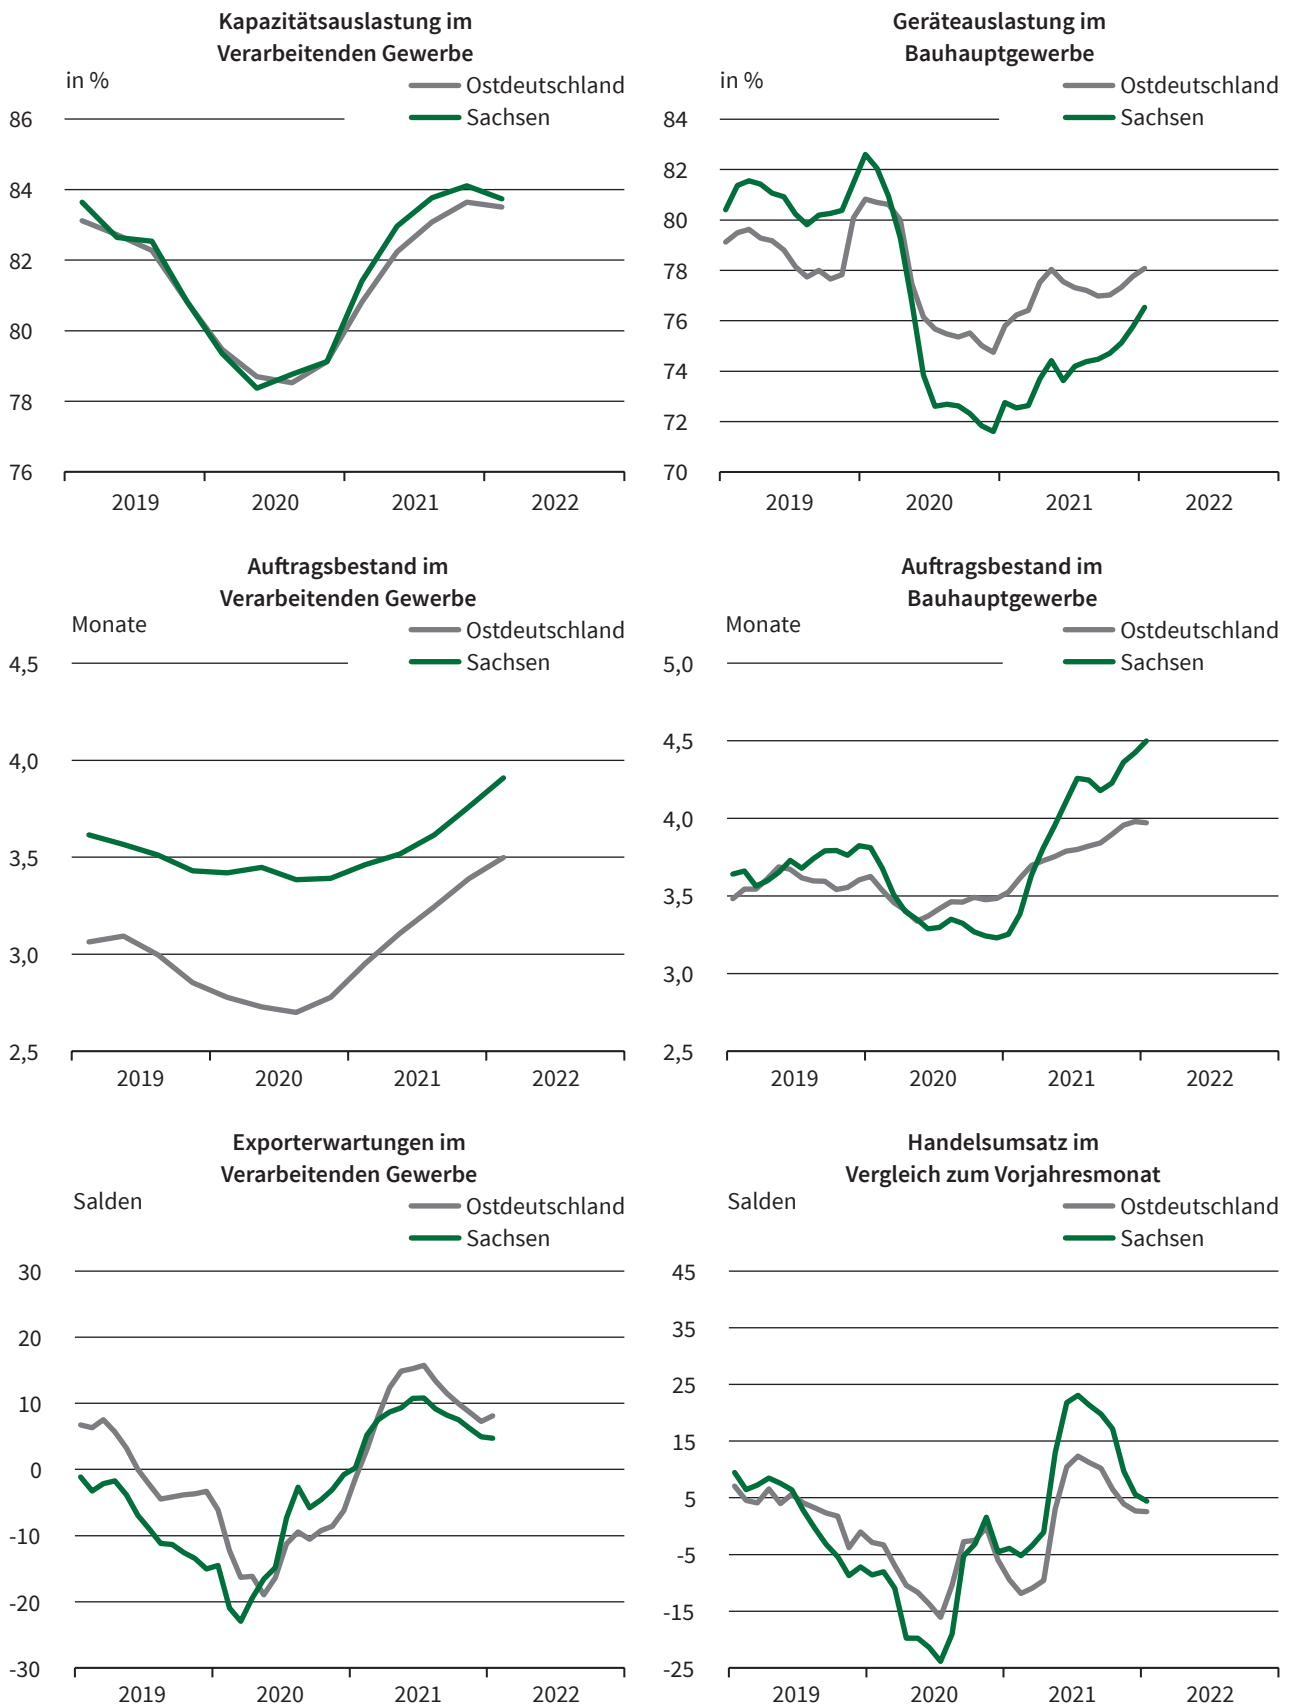 Kapazitätsauslastung im
Verarbeitenden Gewerbe
in %
Ostdeutschland
Sachsen
86
84
82
80
78
76
2019
2020
2021
2022
Geräteauslastung im
Bauhauptgewerbe
in %
Ostdeutschland
Sachsen
84
82
80
78
76
74
72
70
2019
2020
2021
2022
Auftragsbestand im
Verarbeitenden Gewerbe
Monate
Ostdeutschland
Sachsen
4,5
4,0
3,5
3,0
2,5
2019
2020
2021
2022
Auftragsbestand im
Bauhauptgewerbe
Monate
Ostdeutschland
Sachsen
5,0
4,5
4,0
3,5
3,0
2,5
2019
2020
2021
2022
Exporterwartungen im
Verarbeitenden Gewerbe
Salden
Ostdeutschland
Sachsen
30
20
10
0
-10
-20
-30
2019
2020
2021
2022
Handelsumsatz im
Vergleich zum Vorjahresmonat
Salden
Ostdeutschland
Sachsen
45
35
25
15
5
-5
-15
-25
2019
2020
2021
2022